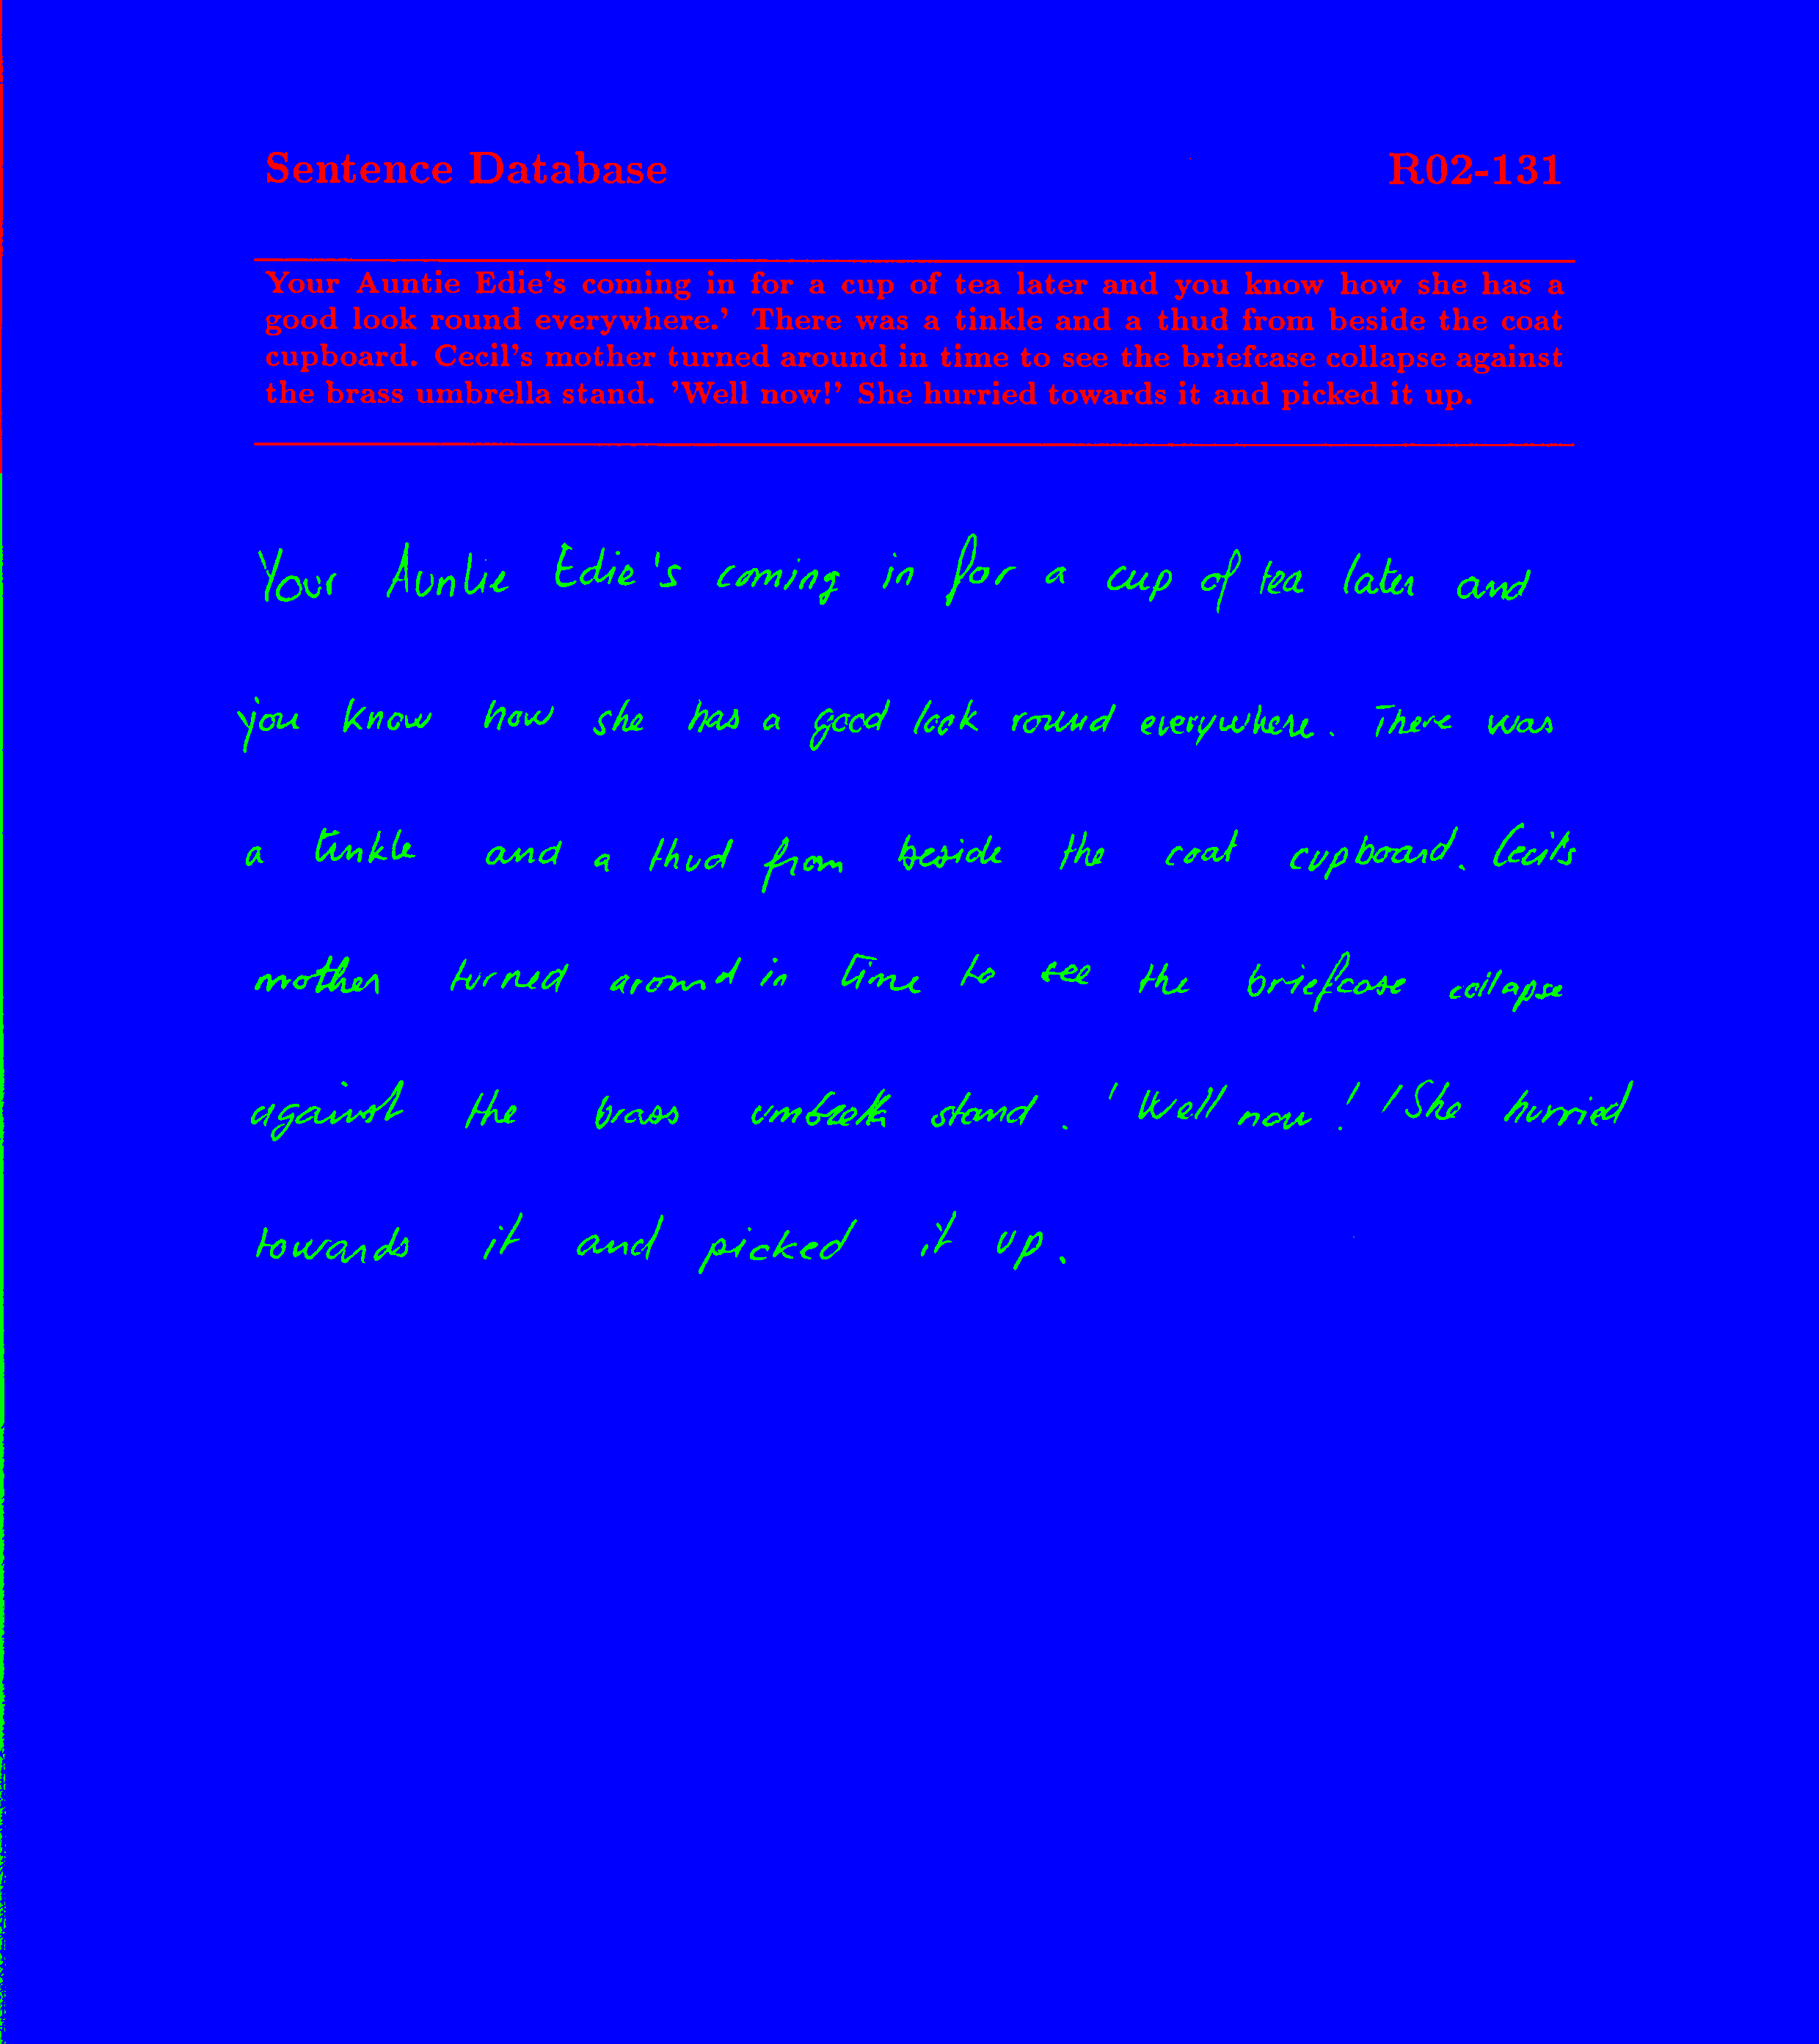 Sentence Database R02-131
Your Auntie Edie's coming in for a cup of tea later and you know how she has a
good look round everywhere.' There was a tinkle and a thud from beside the coat
cupboard. Cecil's mother turned around in time to see the briefcase collapse against
the brass umbrella stand. 'Well now!' She hurried towards it and picked it up.
Your Auntie Edie's coming in for a cup of tea later and
you know how she has a good look round everywhere. There was
a tinkle and a thud from beside the coat cupboard. Cecil's
mother turned around in time to see the briefcase collapse
against the brass umbrella stand. 'Well now!' She hurried
towards it and picked it up.